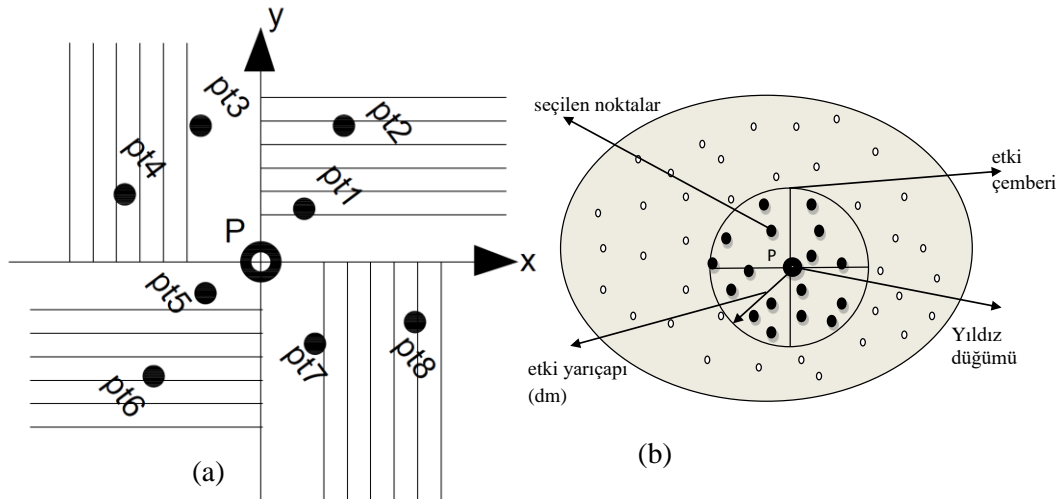 y
pt3
pt2
pt4
pt1
P
x
pt5
pt7
pt8
pt6
(a)
seçilen noktalar
etki
çemberi
P
Yıldız
düğümü
etki yarıçapı
(dm)
(b)